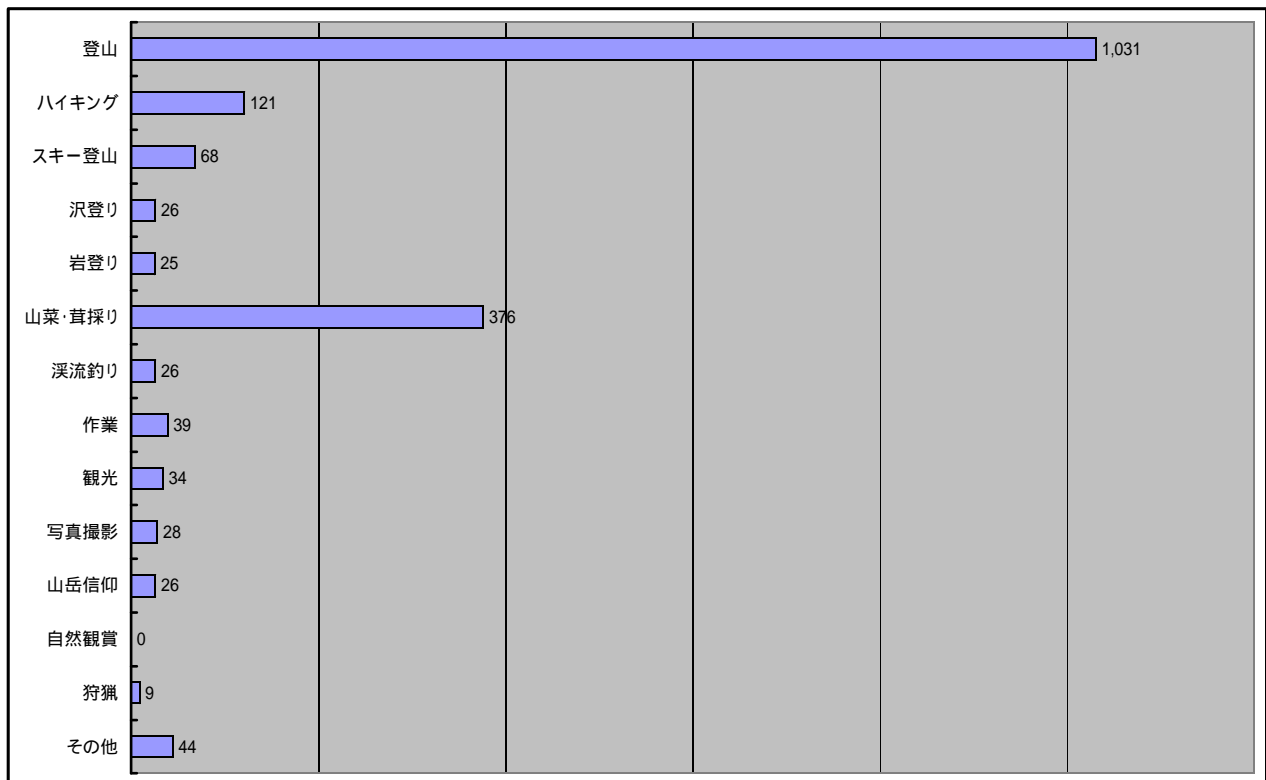 登山 1,031
ハイキング 121
スキー登山 68
沢登り 26
岩登り 25
山菜・茸採り 376
渓流釣り 26
作業 39
観光 34
写真撮影 28
山岳信仰 26
自然観賞 0
狩猟 9
その他 44